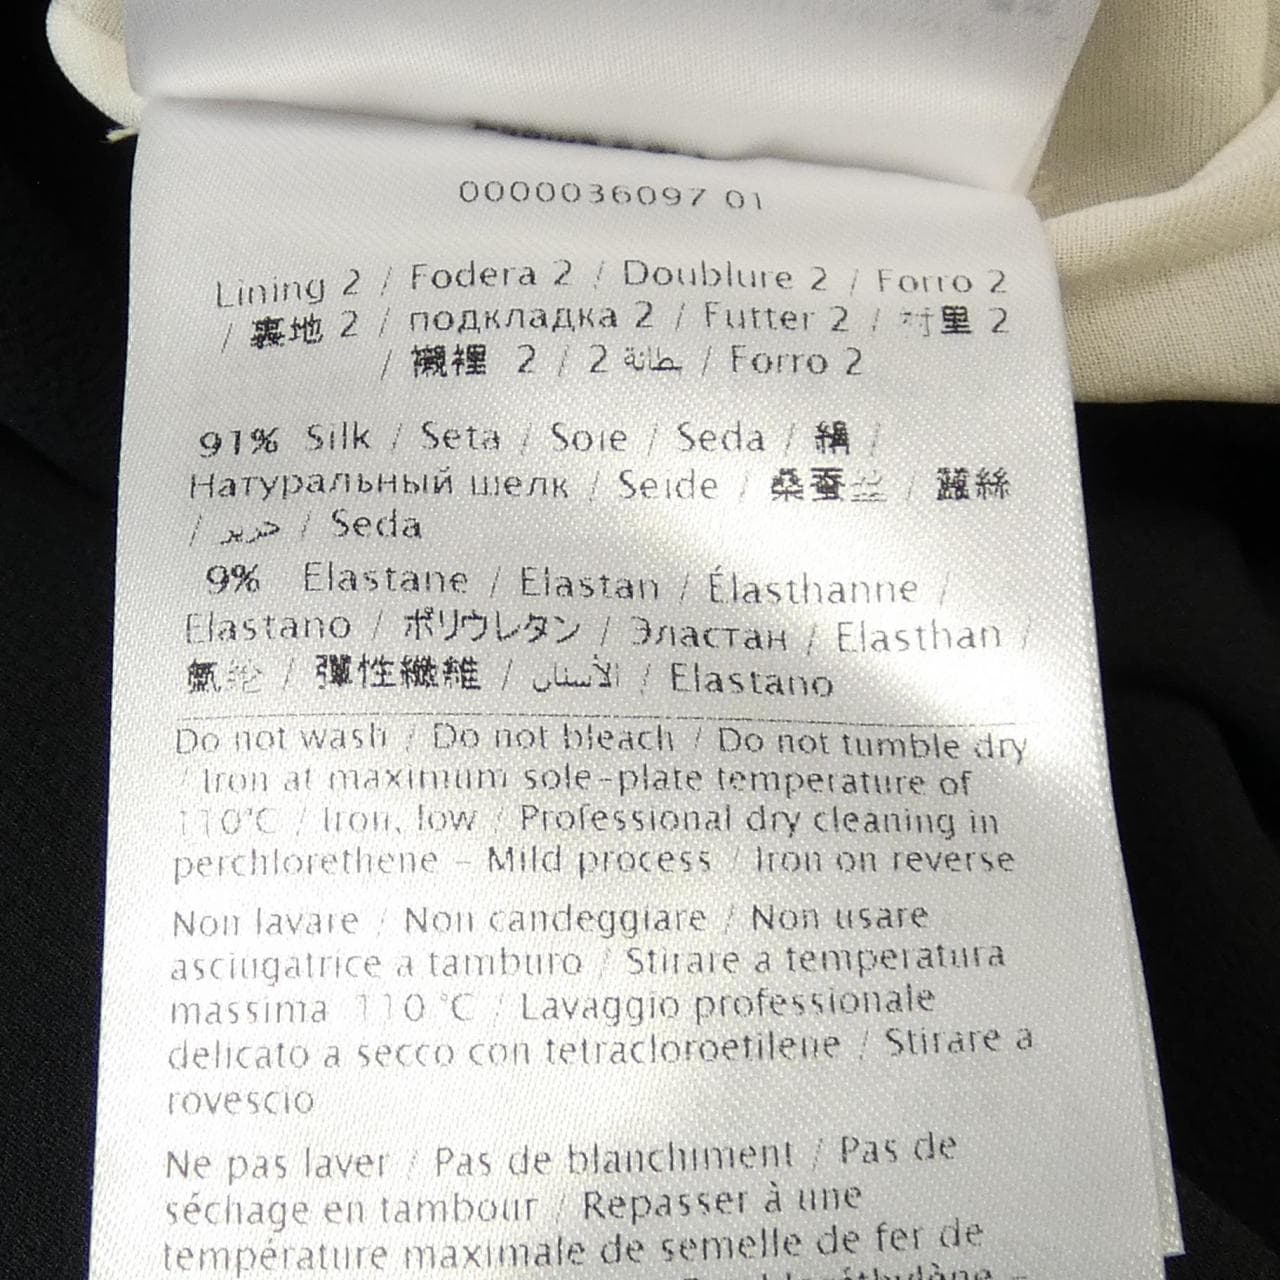 0000036097 01
Lining 2 / Fodera 2 / Doublure 2 / Forro 2
/ 裏地 2 / подкладка 2 / Futter 2 / 衬里 2
/ 襯裡 2 / 2 بطانة / Forro 2
91% Silk / Seta / Soie / Seda / 絹 /
Натуральный шелк / Seide / 桑蚕丝 / 蠶絲
/ حرير / Seda
9% Elastane / Elastan / Élasthanne /
Elastano / ポリウレタン / Эластан / Elasthan /
氨纶 / 彈性纖維 / الأستان / Elastano
Do not wash / Do not bleach / Do not tumble dry
/ Iron at maximum sole-plate temperature of
110°C / Iron, low / Professional dry cleaning in
perchlorethene - Mild process / Iron on reverse
Non lavare / Non candeggiare / Non usare
asciugatrice a tamburo / Stirare a temperatura
massima 110 °C / Lavaggio professionale
delicato a secco con tetracloroetilene / Stirare a
rovescio
Ne pas laver / Pas de blanchiment / Pas de
séchage en tambour / Repasser à une
température maximale de semelle de fer de